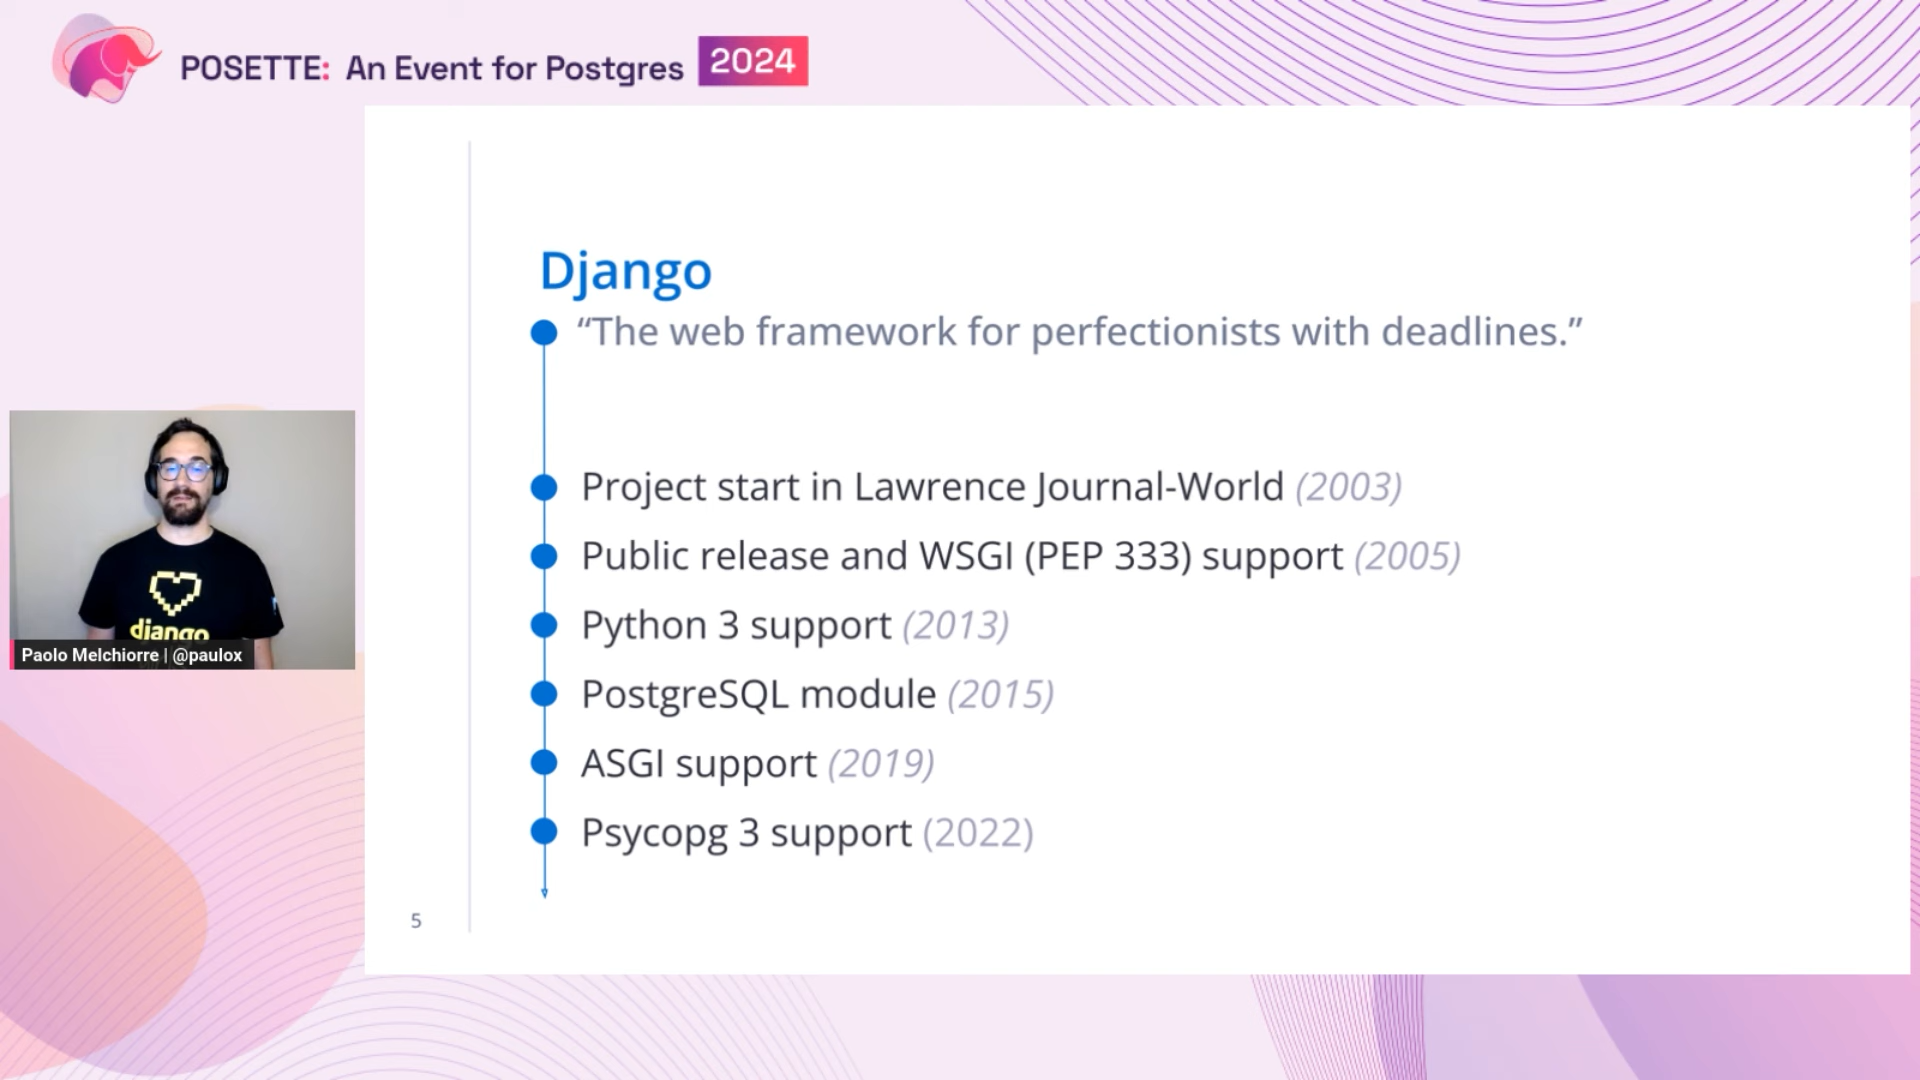 POSETTE: An Event for Postgres 2024
Django
“The web framework for perfectionists with deadlines.”
Project start in Lawrence Journal-World (2003)
Public release and WSGI (PEP 333) support (2005)
Python 3 support (2013)
PostgreSQL module (2015)
ASGI support (2019)
Psycopg 3 support (2022)
5
django
Paolo Melchiorre | @paulox